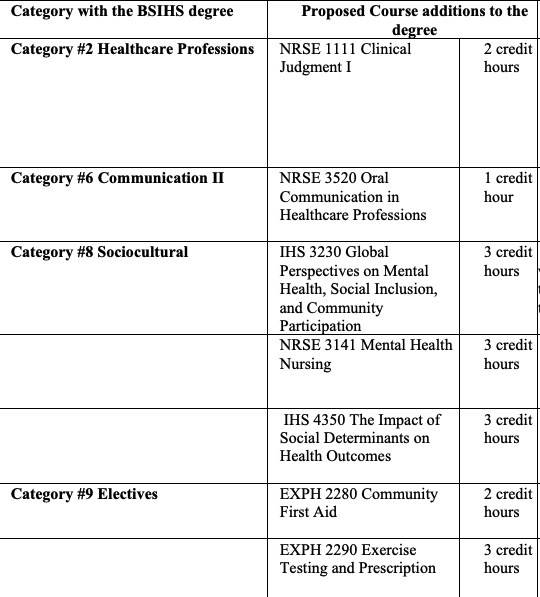 Category with the BSIHS degree
Proposed Course additions to the
degree
Category #2 Healthcare Professions
NRSE 1111 Clinical
Judgment I
2 credit
hours
Category #6 Communication II
NRSE 3520 Oral
Communication in
Healthcare Professions
1 credit
hour
Category #8 Sociocultural
IHS 3230 Global
Perspectives on Mental
Health, Social Inclusion,
and Community
Participation
3 credit
hours
NRSE 3141 Mental Health
Nursing
3 credit
hours
IHS 4350 The Impact of
Social Determinants on
Health Outcomes
3 credit
hours
Category #9 Electives
EXPH 2280 Community
First Aid
2 credit
hours
EXPH 2290 Exercise
Testing and Prescription
3 credit
hours